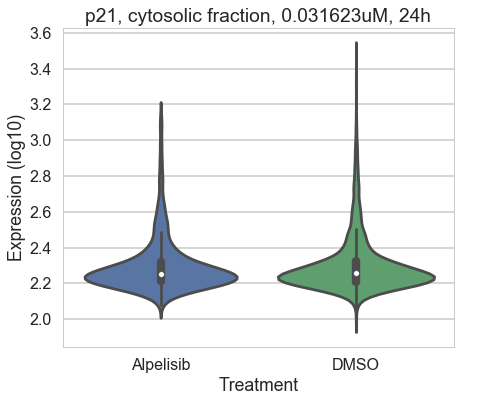 p21, cytosolic fraction, 0.031623uM, 24h
Expression (log10)
3.6
3.4
3.2
3.0
2.8
2.6
2.4
2.2
2.0
Alpelisib
DMSO
Treatment